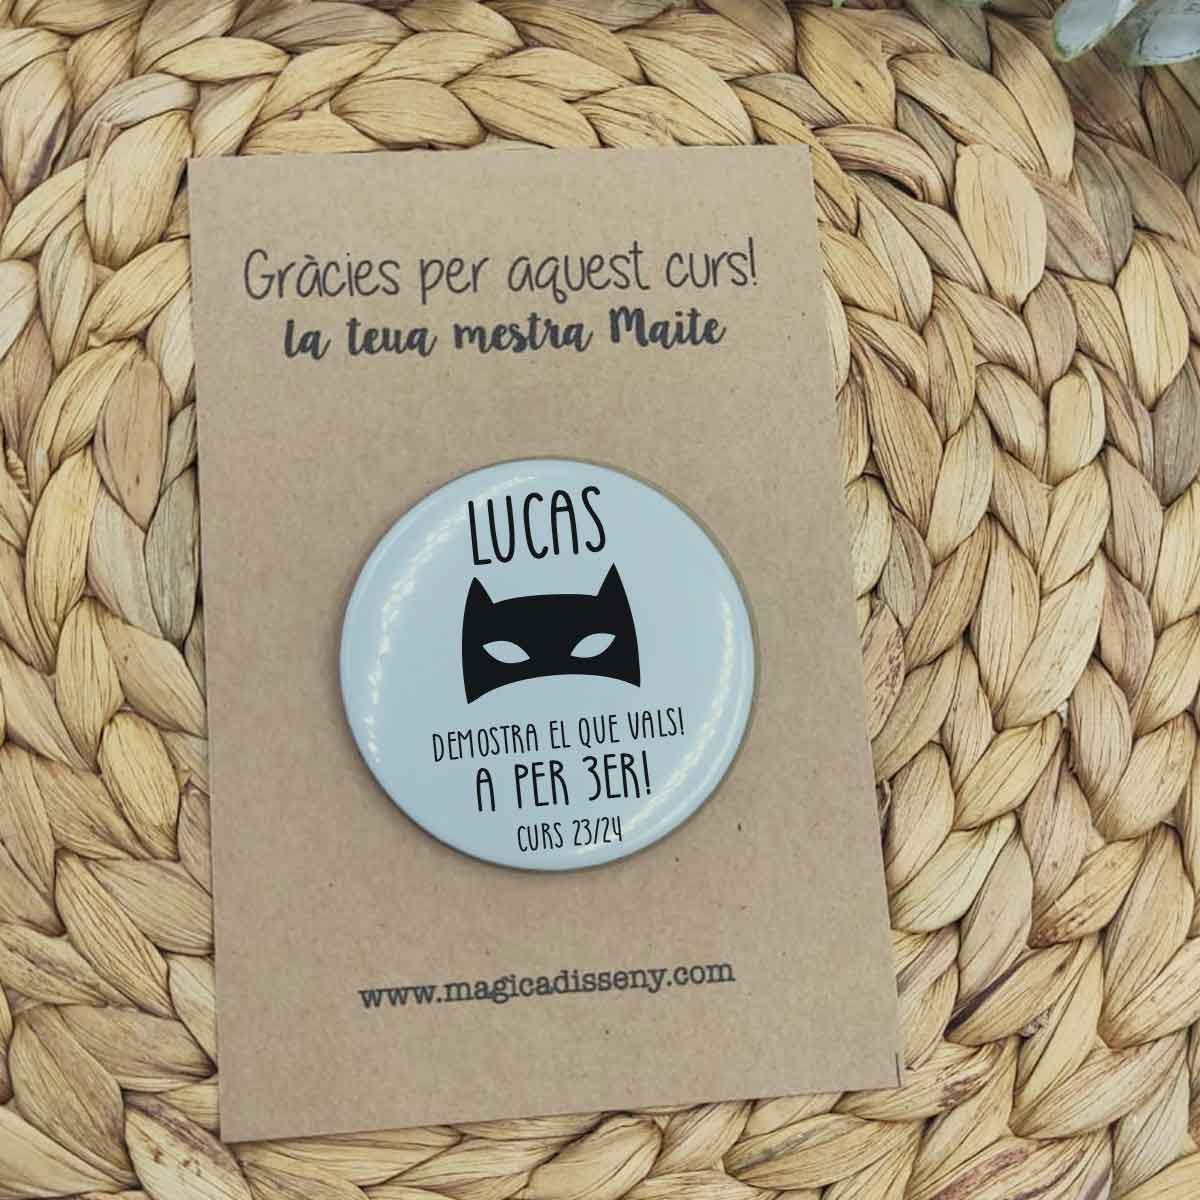 Gràcies per aquest curs!
la teua mestra Maite
LUCAS
DEMOSTRA EL QUE VALS!
A PER 3ER!
CURS 23/24
www.magicadisseny.com